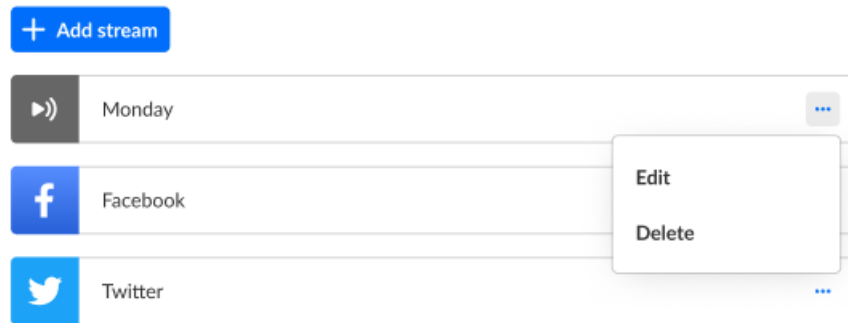 Add stream
Monday
Edit
Facebook
Delete
Twitter